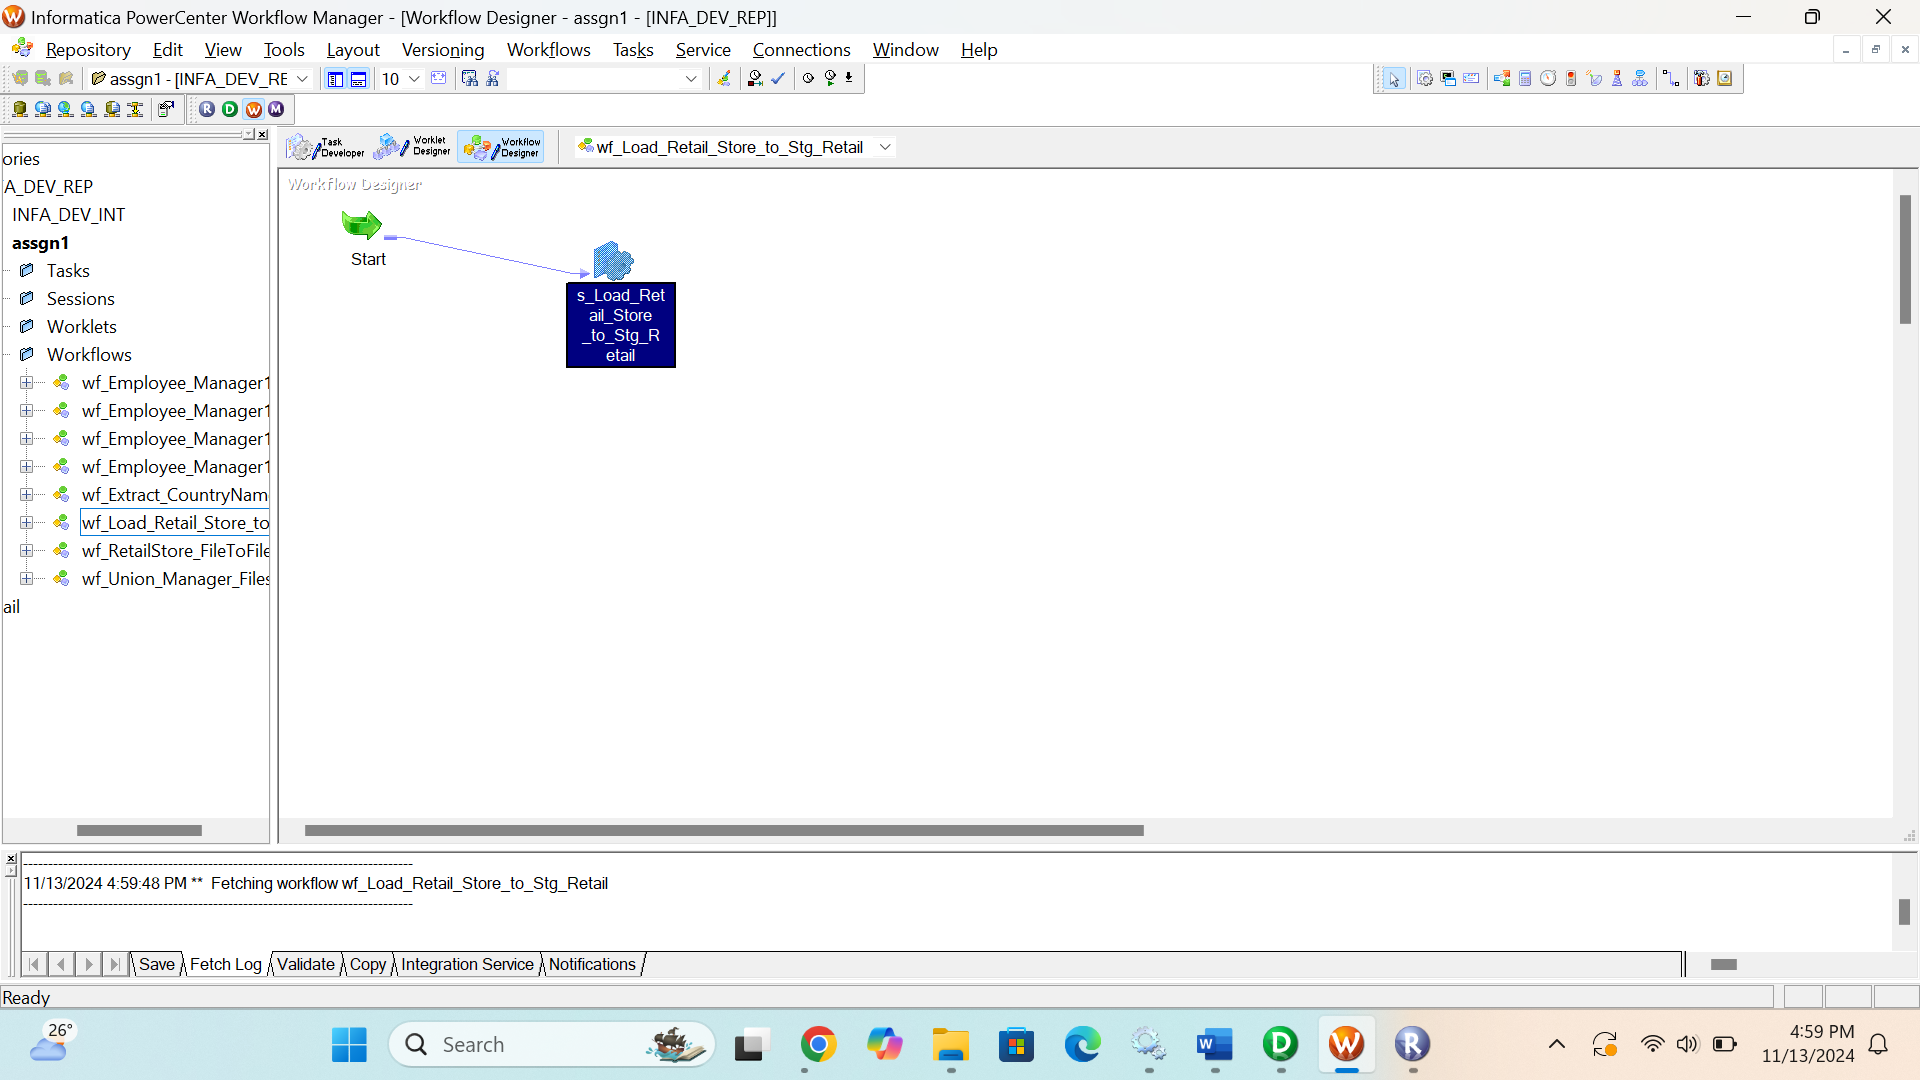 Informatica PowerCenter Workflow Manager - [Workflow Designer - assgn1 - [INFA_DEV_REP]]
Repository Edit View Tools Layout Versioning Workflows Tasks Service Connections Window Help
assgn1 - [INFA_DEV_RE 10
R D W M
Task Developer Worklet Designer Workflow Designer wf_Load_Retail_Store_to_Stg_Retail
ories
A_DEV_REP
INFA_DEV_INT
assgn1
Tasks
Sessions
Worklets
Workflows
wf_Employee_Manager1
wf_Employee_Manager1
wf_Employee_Manager1
wf_Employee_Manager1
wf_Extract_CountryNam
wf_Load_Retail_Store_to
wf_RetailStore_FileToFile
wf_Union_Manager_Files
ail
Workflow Designer
Start
s_Load_Ret
ail_Store
_to_Stg_R
etail
11/13/2024 4:59:48 PM ** Fetching workflow wf_Load_Retail_Store_to_Stg_Retail
Save Fetch Log Validate Copy Integration Service Notifications
Ready
26°
Search
4:59 PM
11/13/2024